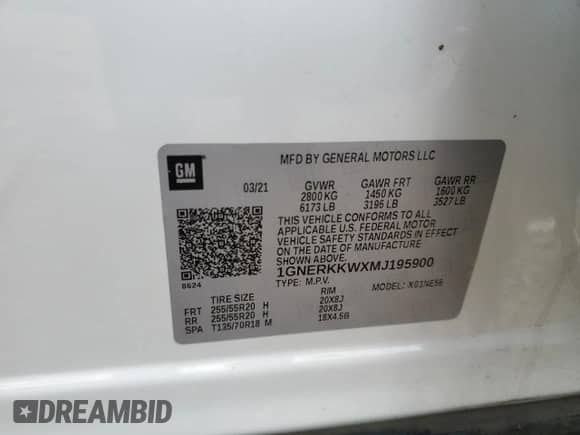 GM
MFD BY GENERAL MOTORS LLC
03/21 GVWR GAWR FRT GAWR RR
2800 KG 1450 KG 1600 KG
6173 LB 3196 LB 3527 LB
THIS VEHICLE CONFORMS TO ALL
APPLICABLE U.S. FEDERAL MOTOR
VEHICLE SAFETY STANDARDS IN EFFECT
ON THE DATE OF MANUFACTURE
SHOWN ABOVE.
1GNERKKWXMJ195900
8624
TYPE: M.P.V. MODEL: X01NE56
TIRE SIZE RIM
FRT 255/55R20 H 20X8J
RR 255/55R20 H 20X8J
SPA T135/70R18 M 18X4.5B
DREAMBID